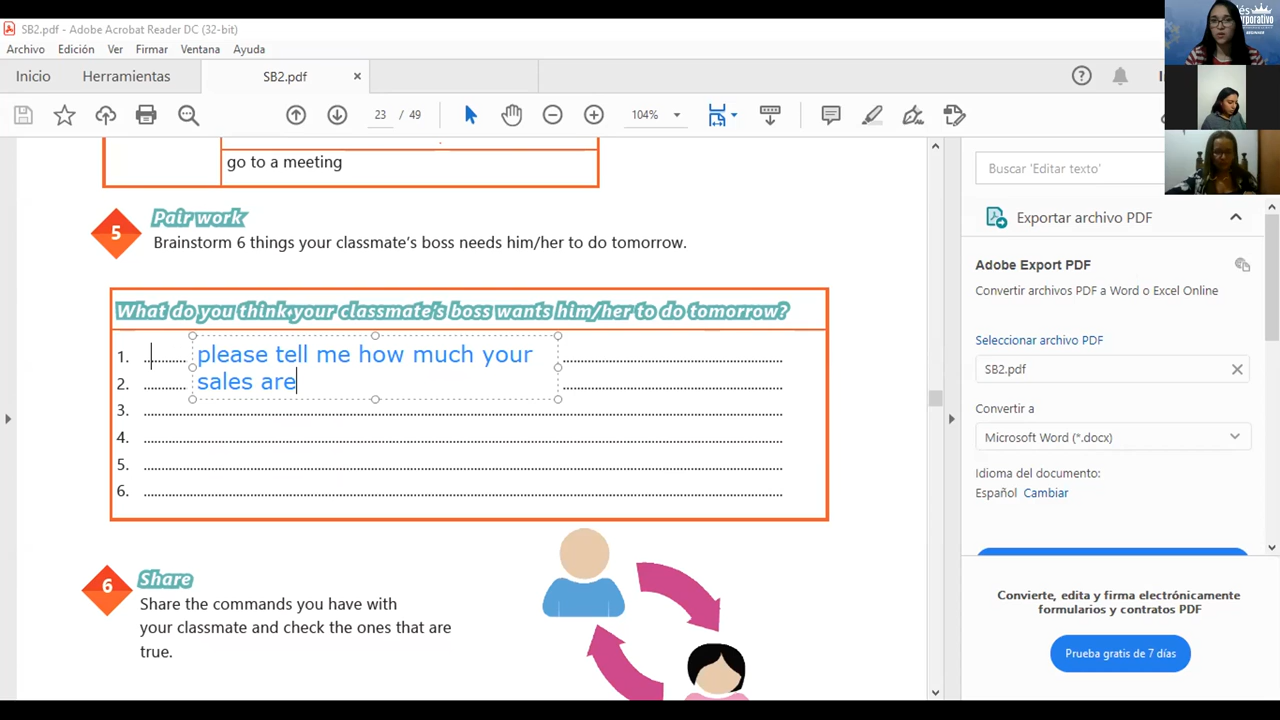 SB2.pdf - Adobe Acrobat Reader DC (32-bit)
Archivo Edición Ver Firmar Ventana Ayuda
Inicio Herramientas SB2.pdf ×
23 / 49 104%
go to a meeting
5 Pair work
Brainstorm 6 things your classmate's boss needs him/her to do tomorrow.
What do you think your classmate's boss wants him/her to do tomorrow?
1. please tell me how much your
2. sales are
3.
4.
5.
6.
6 Share
Share the commands you have with
your classmate and check the ones that are
true.
Buscar 'Editar texto'
Exportar archivo PDF
Adobe Export PDF
Convertir archivos PDF a Word o Excel Online
Seleccionar archivo PDF
SB2.pdf
Convertir a
Microsoft Word (*.docx)
Idioma del documento:
Español Cambiar
Convierte, edita y firma electrónicamente
formularios y contratos PDF
Prueba gratis de 7 días